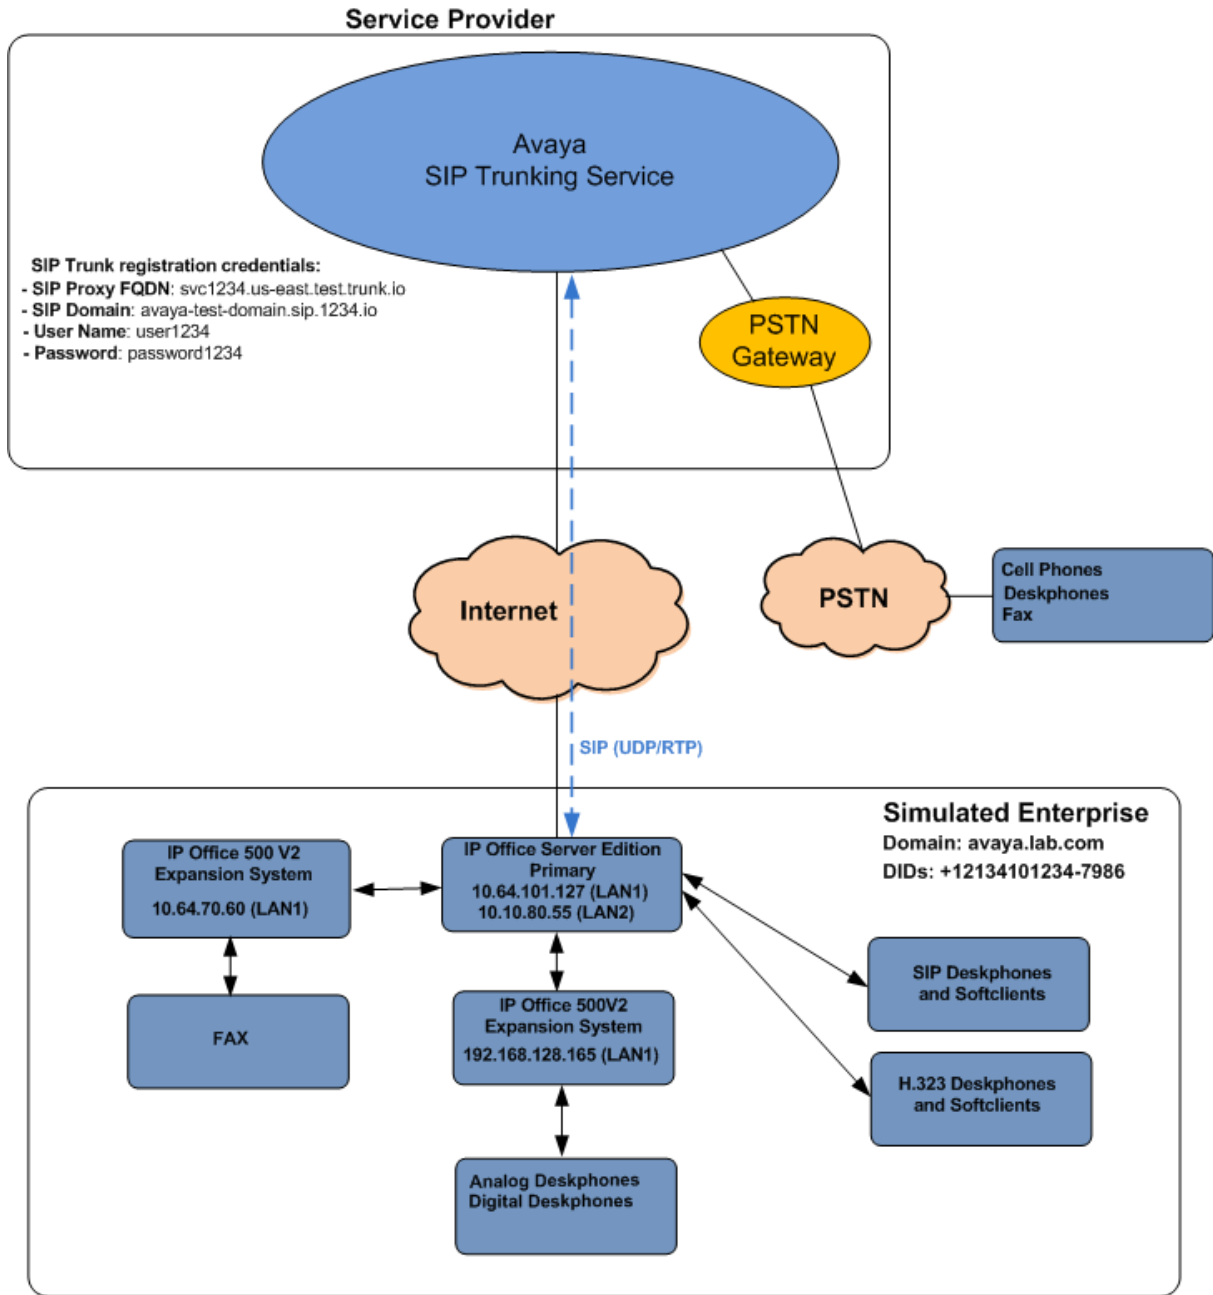 Service Provider
Avaya
SIP Trunking Service
SIP Trunk registration credentials:
- SIP Proxy FQDN: svc1234.us-east.test.trunk.io
- SIP Domain: avaya-test-domain.sip.1234.io
- User Name: user1234
- Password: password1234
PSTN
Gateway
Internet
PSTN
Cell Phones
Deskphones
Fax
SIP (UDP/RTP)
Simulated Enterprise
Domain: avaya.lab.com
DIDs: +12134101234-7986
IP Office 500 V2
Expansion System
10.64.70.60 (LAN1)
IP Office Server Edition
Primary
10.64.101.127 (LAN1)
10.10.80.55 (LAN2)
SIP Deskphones
and Softclients
FAX
IP Office 500V2
Expansion System
192.168.128.165 (LAN1)
H.323 Deskphones
and Softclients
Analog Deskphones
Digital Deskphones